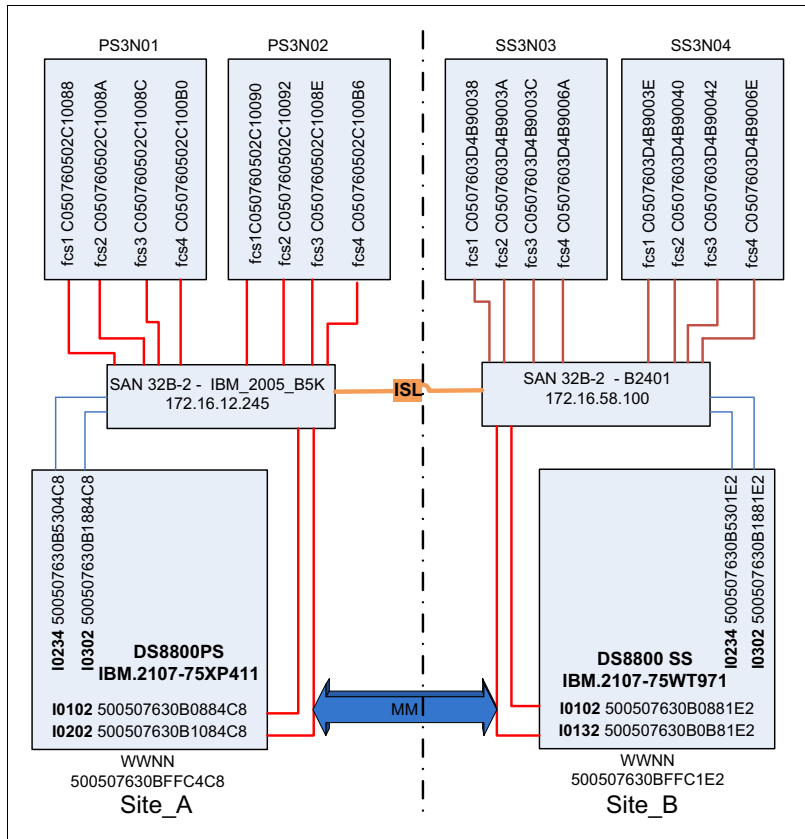 PS3N01
PS3N02
SS3N03
SS3N04
fcs1 C050760502C10088
fcs2 C050760502C1008A
fcs3 C050760502C1008C
fcs4 C050760502C100B0
fcs1C050760502C10090
fcs2 C050760502C10092
fcs3 C050760502C1008E
fcs4 C050760502C100B6
fcs1 C0507603D4B90038
fcs2 C0507603D4B9003A
fcs3 C0507603D4B9003C
fcs4 C0507603D4B9006A
fcs1 C0507603D4B9003E
fcs2 C0507603D4B90040
fcs3 C0507603D4B90042
fcs4 C0507603D4B9006E
SAN 32B-2 - IBM_2005_B5K
172.16.12.245
ISL
SAN 32B-2 - B2401
172.16.58.100
I0234 500507630B5304C8
I0302 500507630B1884C8
DS8800PS
IBM.2107-75XP411
I0102 500507630B0884C8
I0202 500507630B1084C8
MM
I0234 500507630B5301E2
I0302 500507630B1881E2
DS8800 SS
IBM.2107-75WT971
I0102 500507630B0881E2
I0132 500507630B0B81E2
WWNN
500507630BFFC4C8
Site_A
WWNN
500507630BFFC1E2
Site_B